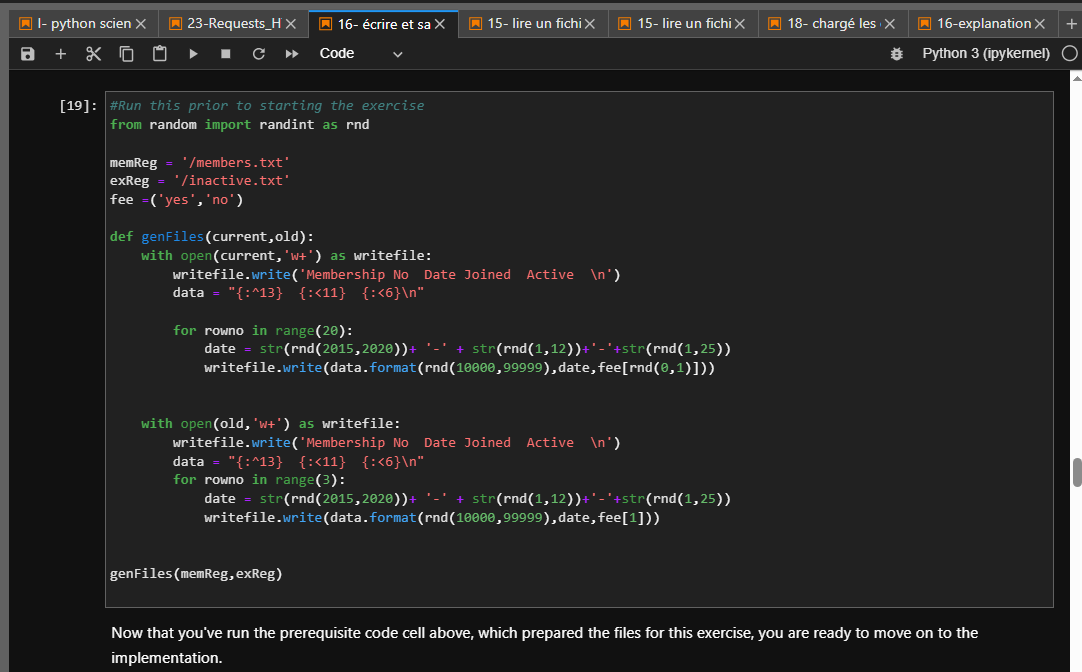 I- python scien 23-Requests_H 16- écrire et sa 15- lire un fichi 15- lire un fichi 18- chargé les 16-explanation
Code Python 3 (ipykernel)
[19]: #Run this prior to starting the exercise
from random import randint as rnd
memReg = '/members.txt'
exReg = '/inactive.txt'
fee =('yes','no')
def genFiles(current,old):
    with open(current,'w+') as writefile:
        writefile.write('Membership No  Date Joined  Active  \n')
        data = "{:^13}  {:<11}  {:<6}\n"
        for rowno in range(20):
            date = str(rnd(2015,2020))+ '-' + str(rnd(1,12))+'-'+str(rnd(1,25))
            writefile.write(data.format(rnd(10000,99999),date,fee[rnd(0,1)]))
    with open(old,'w+') as writefile:
        writefile.write('Membership No  Date Joined  Active  \n')
        data = "{:^13}  {:<11}  {:<6}\n"
        for rowno in range(3):
            date = str(rnd(2015,2020))+ '-' + str(rnd(1,12))+'-'+str(rnd(1,25))
            writefile.write(data.format(rnd(10000,99999),date,fee[1]))
genFiles(memReg,exReg)
Now that you've run the prerequisite code cell above, which prepared the files for this exercise, you are ready to move on to the
implementation.